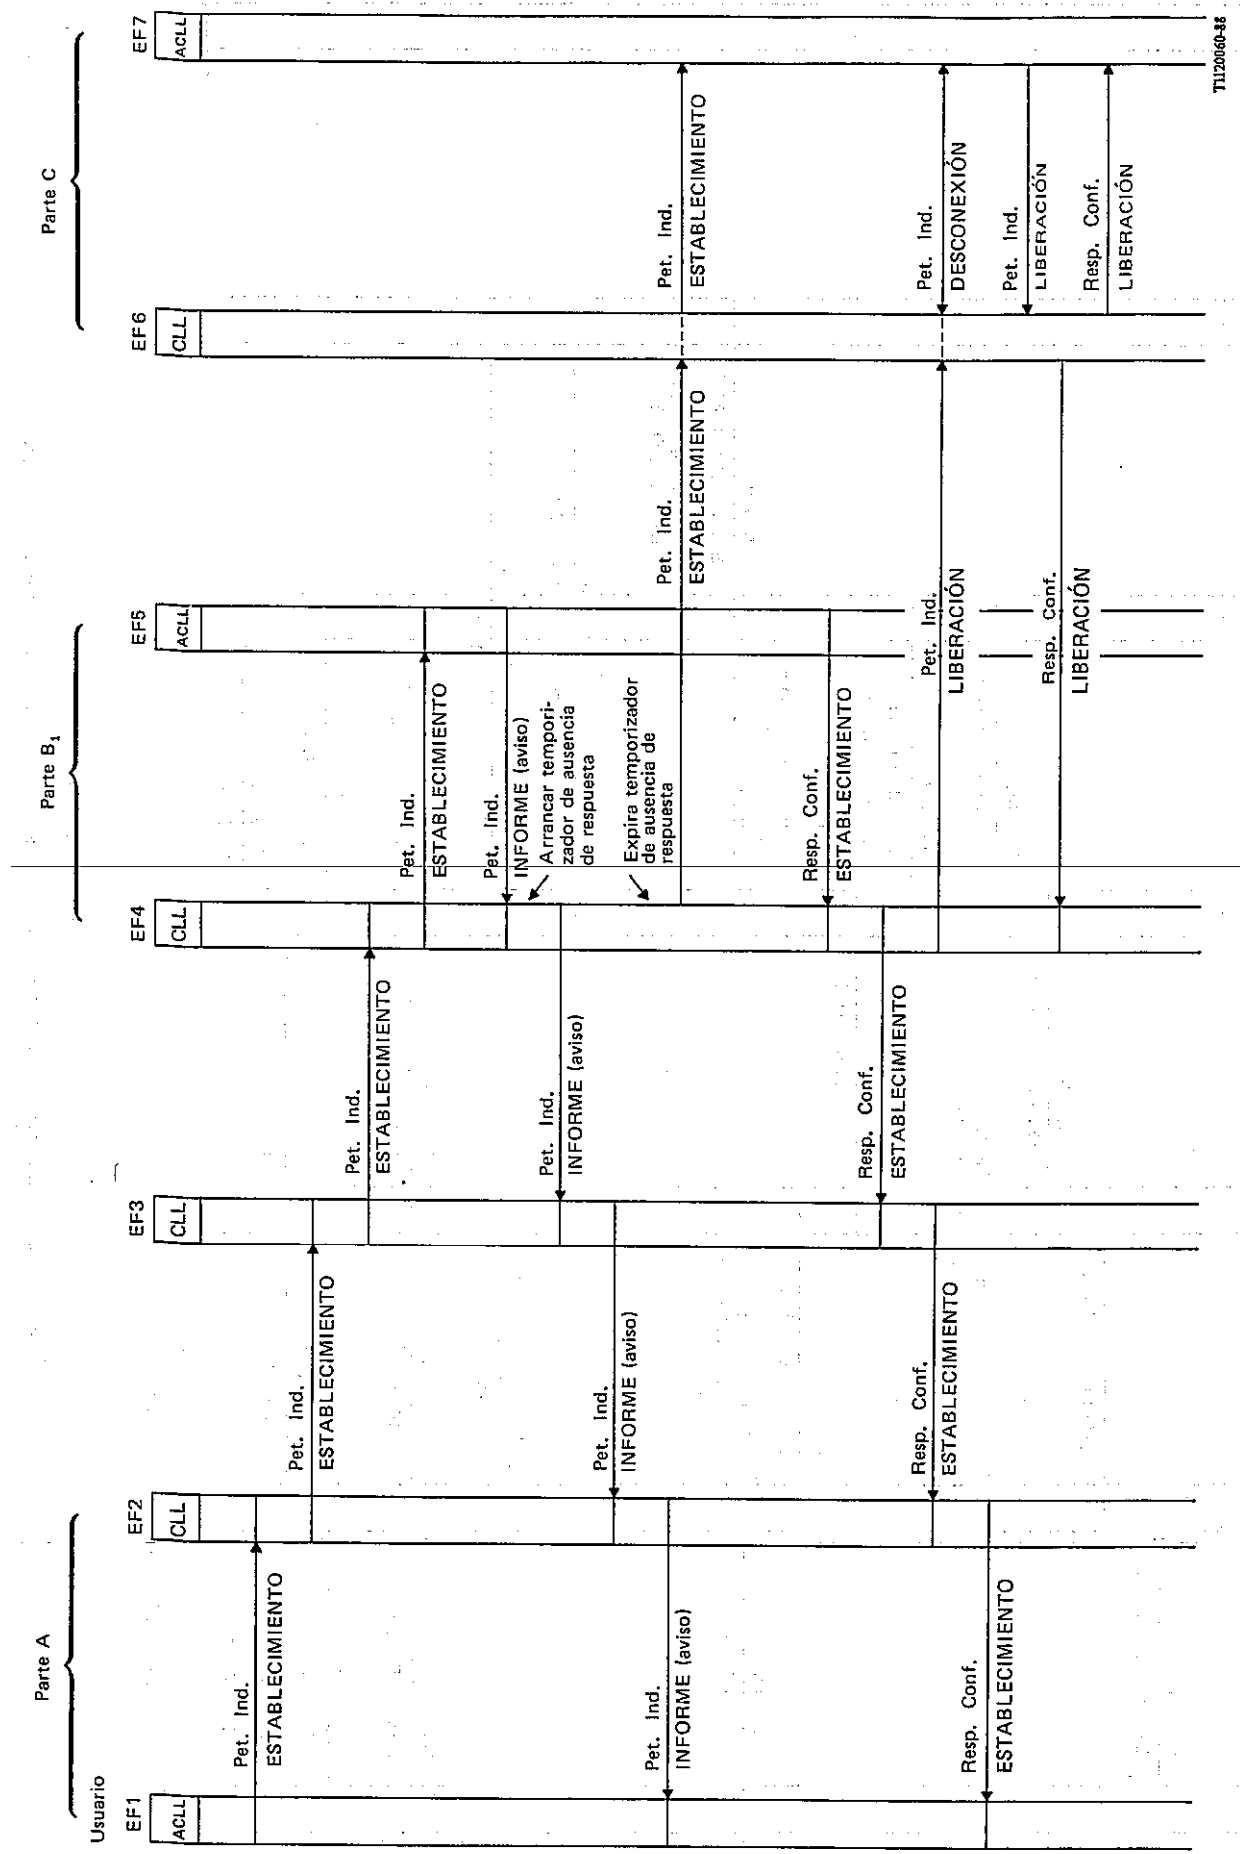 Parte A
Parte B₁
Parte C
Usuario
EF1
EF2
EF3
EF4
EF5
EF6
EF7
ACLL
CLL
CLL
CLL
ACLL
CLL
ACLL
Pet. Ind.
ESTABLECIMIENTO
Pet. Ind.
ESTABLECIMIENTO
Pet. Ind.
ESTABLECIMIENTO
Pet. Ind.
ESTABLECIMIENTO
Pet. Ind.
INFORME (aviso)
Arrancar tempori-
zador de ausencia
de respuesta
Pet. Ind.
INFORME (aviso)
Pet. Ind.
INFORME (aviso)
Pet. Ind.
INFORME (aviso)
Expira temporizador
de ausencia de
respuesta
Pet. Ind.
ESTABLECIMIENTO
Pet. Ind.
ESTABLECIMIENTO
Resp. Conf.
ESTABLECIMIENTO
Resp. Conf.
ESTABLECIMIENTO
Resp. Conf.
ESTABLECIMIENTO
Resp. Conf.
ESTABLECIMIENTO
Pet. Ind.
LIBERACIÓN
Pet. Ind.
DESCONEXIÓN
Pet. Ind.
LIBERACIÓN
Resp. Conf.
LIBERACIÓN
Resp. Conf.
LIBERACIÓN
T1120060-88